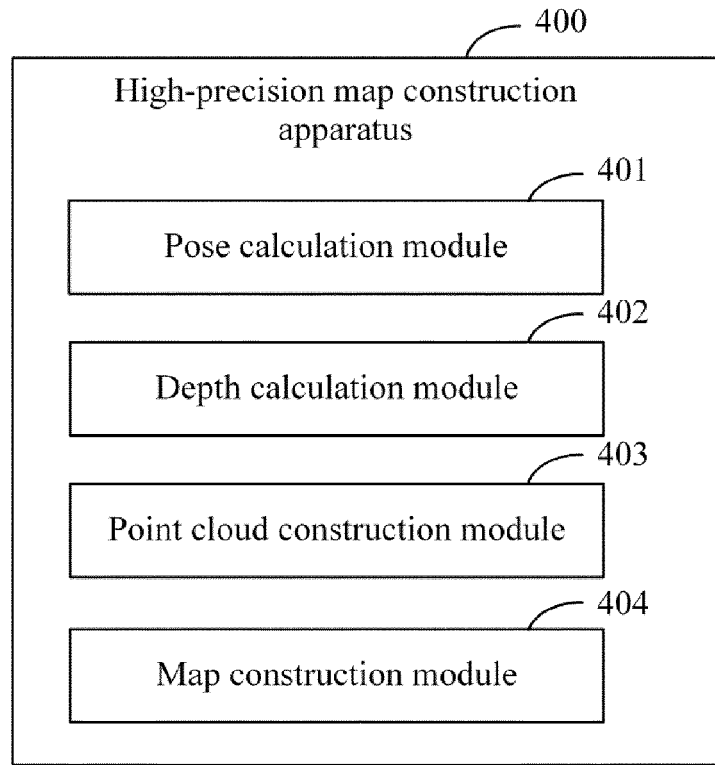 400
High-precision map construction
apparatus
401
Pose calculation module
402
Depth calculation module
403
Point cloud construction module
404
Map construction module